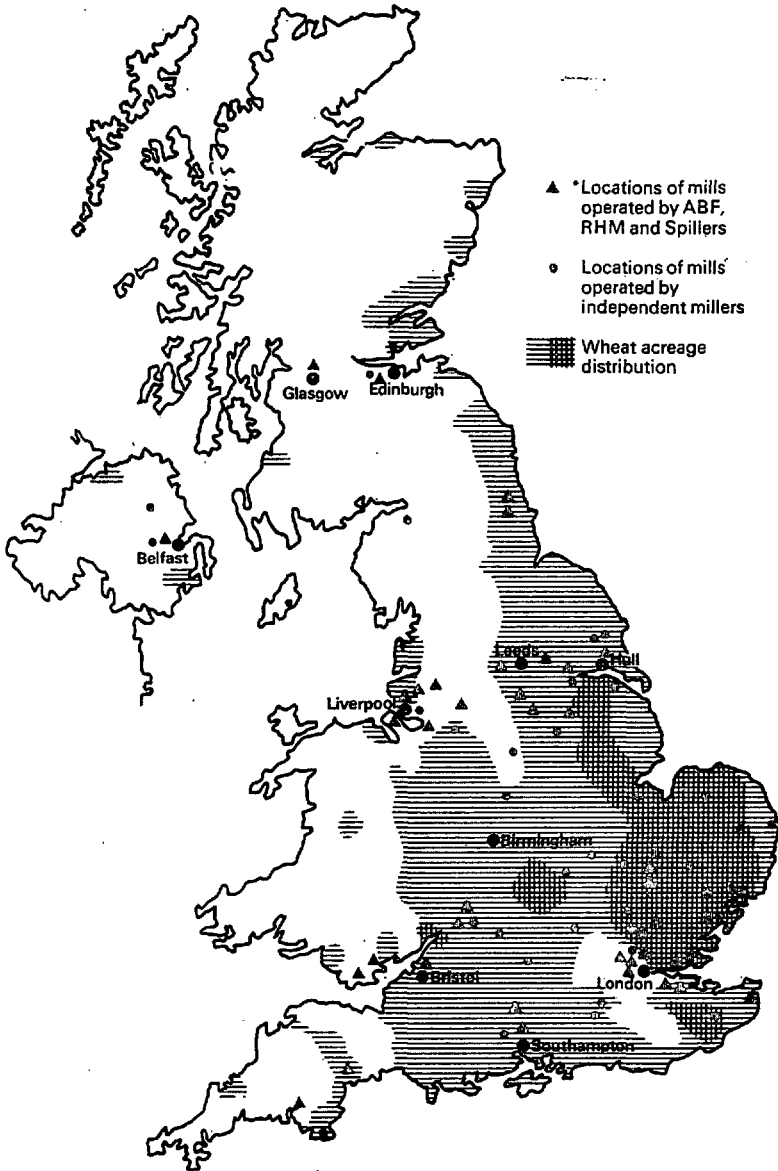 Locations of mills
operated by ABF,
RHM and Spillers
Locations of mills
operated by
independent millers
Wheat acreage
distribution
Glasgow
Edinburgh
Belfast
Leeds
Hull
Liverpool
Birmingham
Bristol
London
Southampton